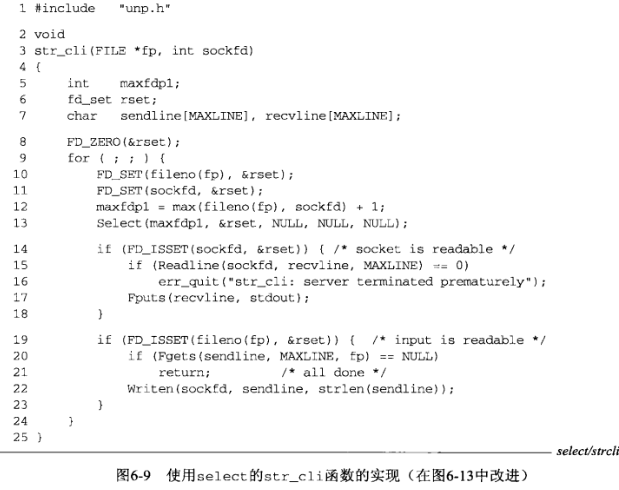 1 #include "unp.h"
2 void
3 str_cli(FILE *fp, int sockfd)
4 {
5 int maxfdp1;
6 fd_set rset;
7 char sendline[MAXLINE], recvline[MAXLINE];
8 FD_ZERO(&rset);
9 for ( ; ; ) {
10 FD_SET(fileno(fp), &rset);
11 FD_SET(sockfd, &rset);
12 maxfdp1 = max(fileno(fp), sockfd) + 1;
13 Select(maxfdp1, &rset, NULL, NULL, NULL);
14 if (FD_ISSET(sockfd, &rset)) { /* socket is readable */
15 if (Readline(sockfd, recvline, MAXLINE) == 0)
16 err_quit("str_cli: server terminated prematurely");
17 Fputs(recvline, stdout);
18 }
19 if (FD_ISSET(fileno(fp), &rset)) { /* input is readable */
20 if (Fgets(sendline, MAXLINE, fp) == NULL)
21 return; /* all done */
22 Writen(sockfd, sendline, strlen(sendline));
23 }
24 }
25 }
select/strcli
图6-9 使用select的str_cli函数的实现（在图6-13中改进）